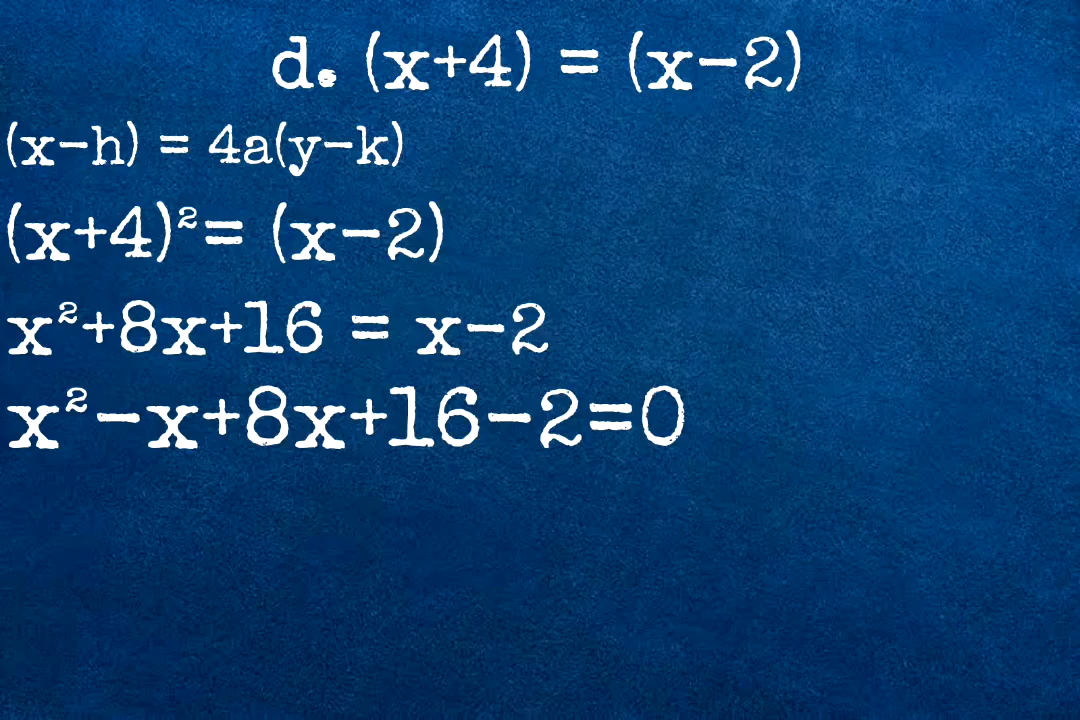 d. (x+4) = (x-2)
(x-h) = 4a(y-k)
(x+4)²= (x-2)
x²+8x+16 = x-2
x²-x+8x+16-2=0